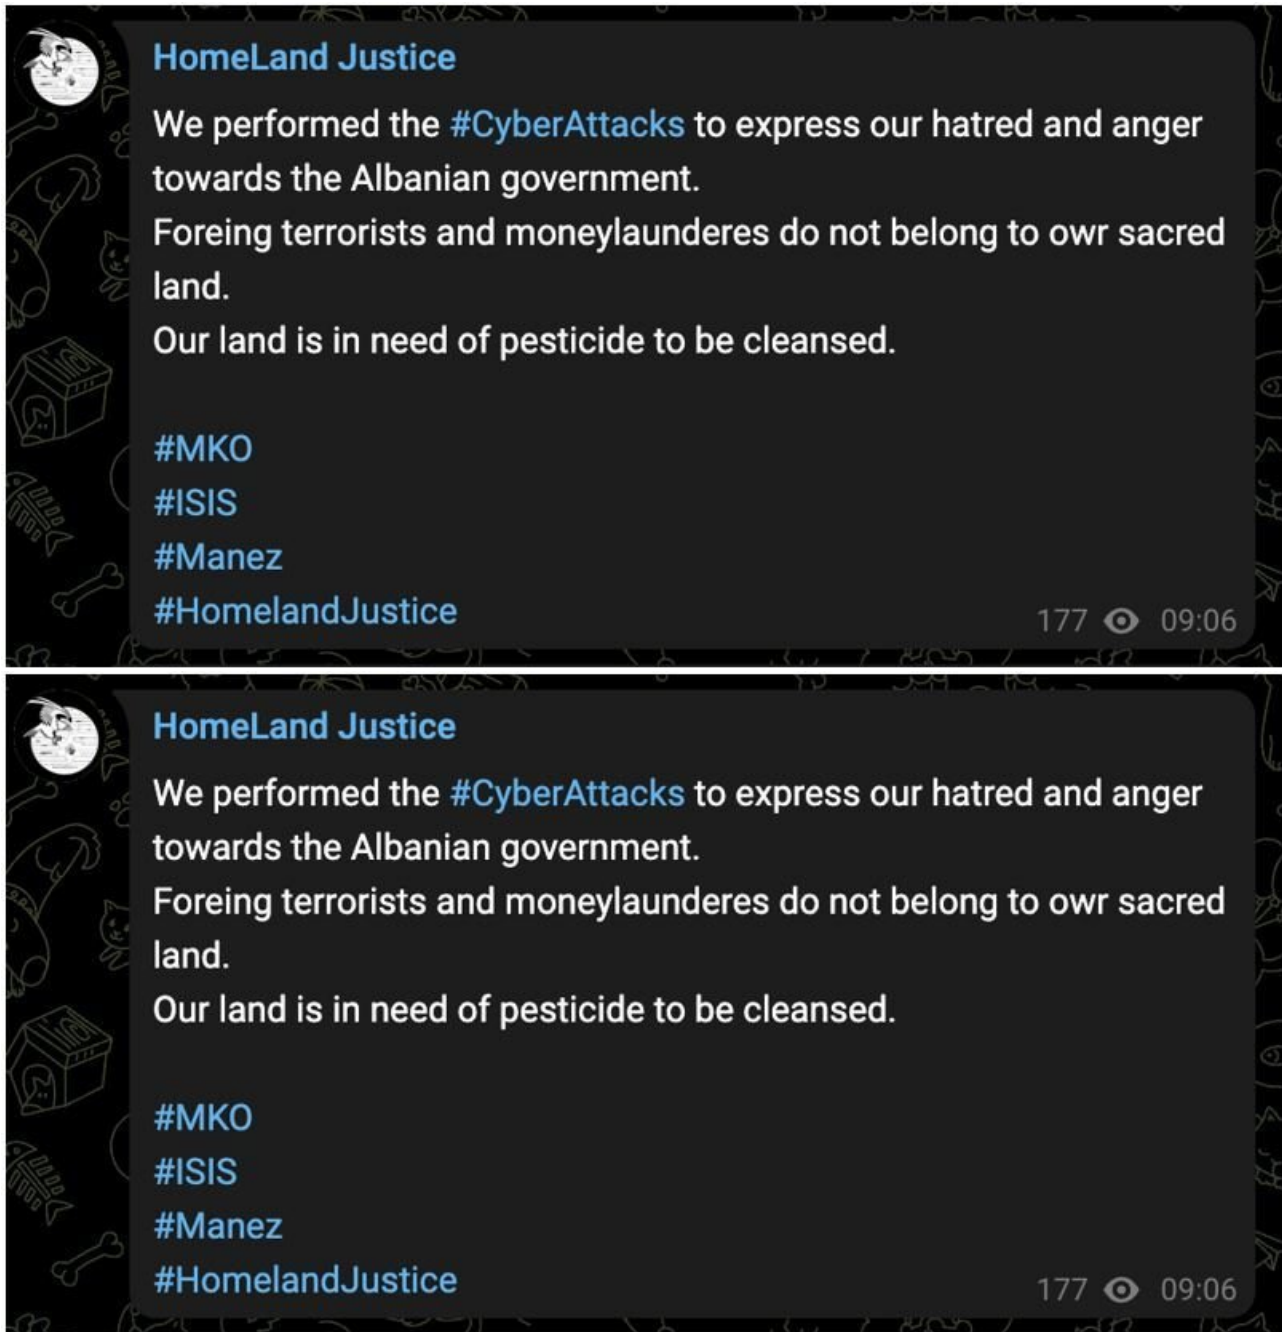 HomeLand Justice
We performed the #CyberAttacks to express our hatred and anger
towards the Albanian government.
Foreing terrorists and moneylaunderes do not belong to owr sacred
land.
Our land is in need of pesticide to be cleansed.
#MKO
#ISIS
#Manez
#HomelandJustice
177 09:06
HomeLand Justice
We performed the #CyberAttacks to express our hatred and anger
towards the Albanian government.
Foreing terrorists and moneylaunderes do not belong to owr sacred
land.
Our land is in need of pesticide to be cleansed.
#MKO
#ISIS
#Manez
#HomelandJustice
177 09:06